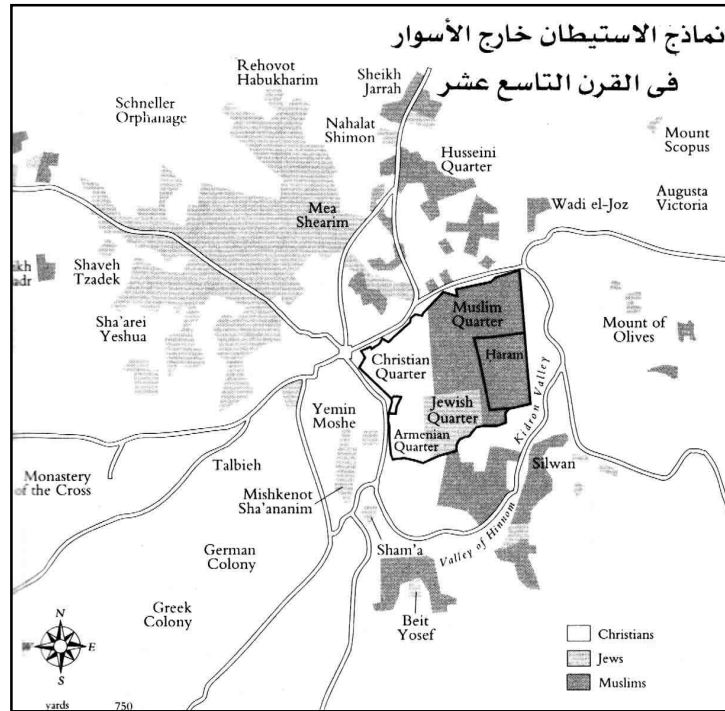 نماذج الاستيطان خارج الأسوار
فى القرن التاسع عشر
Rehovot
Habukharim
Sheikh
Jarrah
Schneller
Orphanage
Nahalat
Shimon
Mount
Scopus
Husseini
Quarter
Augusta
Victoria
Wadi el-Joz
Mea
Shearim
Shaveh
Tzadek
Muslim
Quarter
Sha'arei
Yeshua
Mount of
Olives
Haram
Christian
Quarter
Kidron Valley
Jewish
Quarter
Yemin
Moshe
Armenian
Quarter
Talbieh
Silwan
Monastery
of the Cross
Mishkenot
Sha'ananim
Valley of Hinnom
Sham'a
German
Colony
Beit
Yosef
Greek
Colony
N
E
S
W
Christians
Jews
Muslims
yards 750